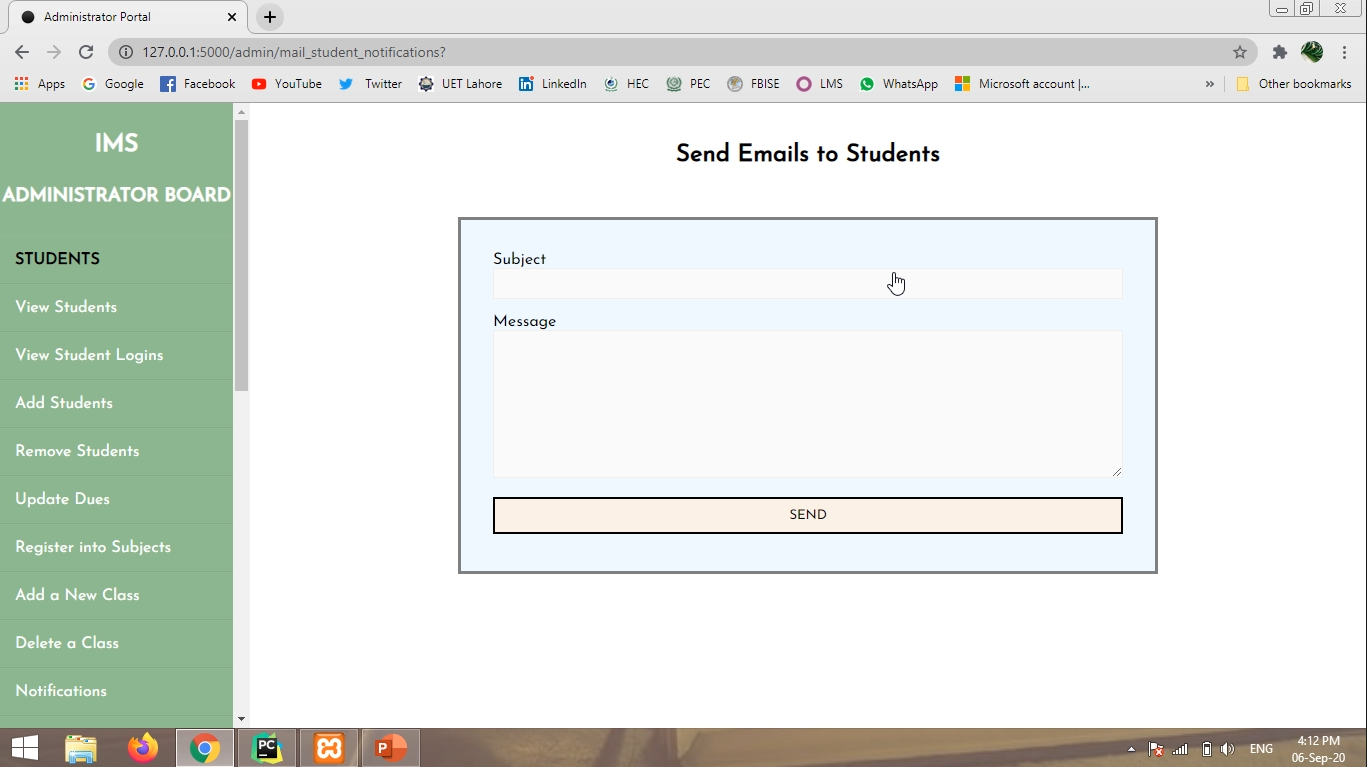 Administrator Portal
127.0.0.1:5000/admin/mail_student_notifications?
Apps Google Facebook YouTube Twitter UET Lahore LinkedIn HEC PEC FBISE LMS WhatsApp Microsoft account |... » Other bookmarks
IMS
ADMINISTRATOR BOARD
STUDENTS
View Students
View Student Logins
Add Students
Remove Students
Update Dues
Register into Subjects
Add a New Class
Delete a Class
Notifications
Send Emails to Students
Subject
Message
SEND
PC
P
ENG
4:12 PM
06-Sep-20